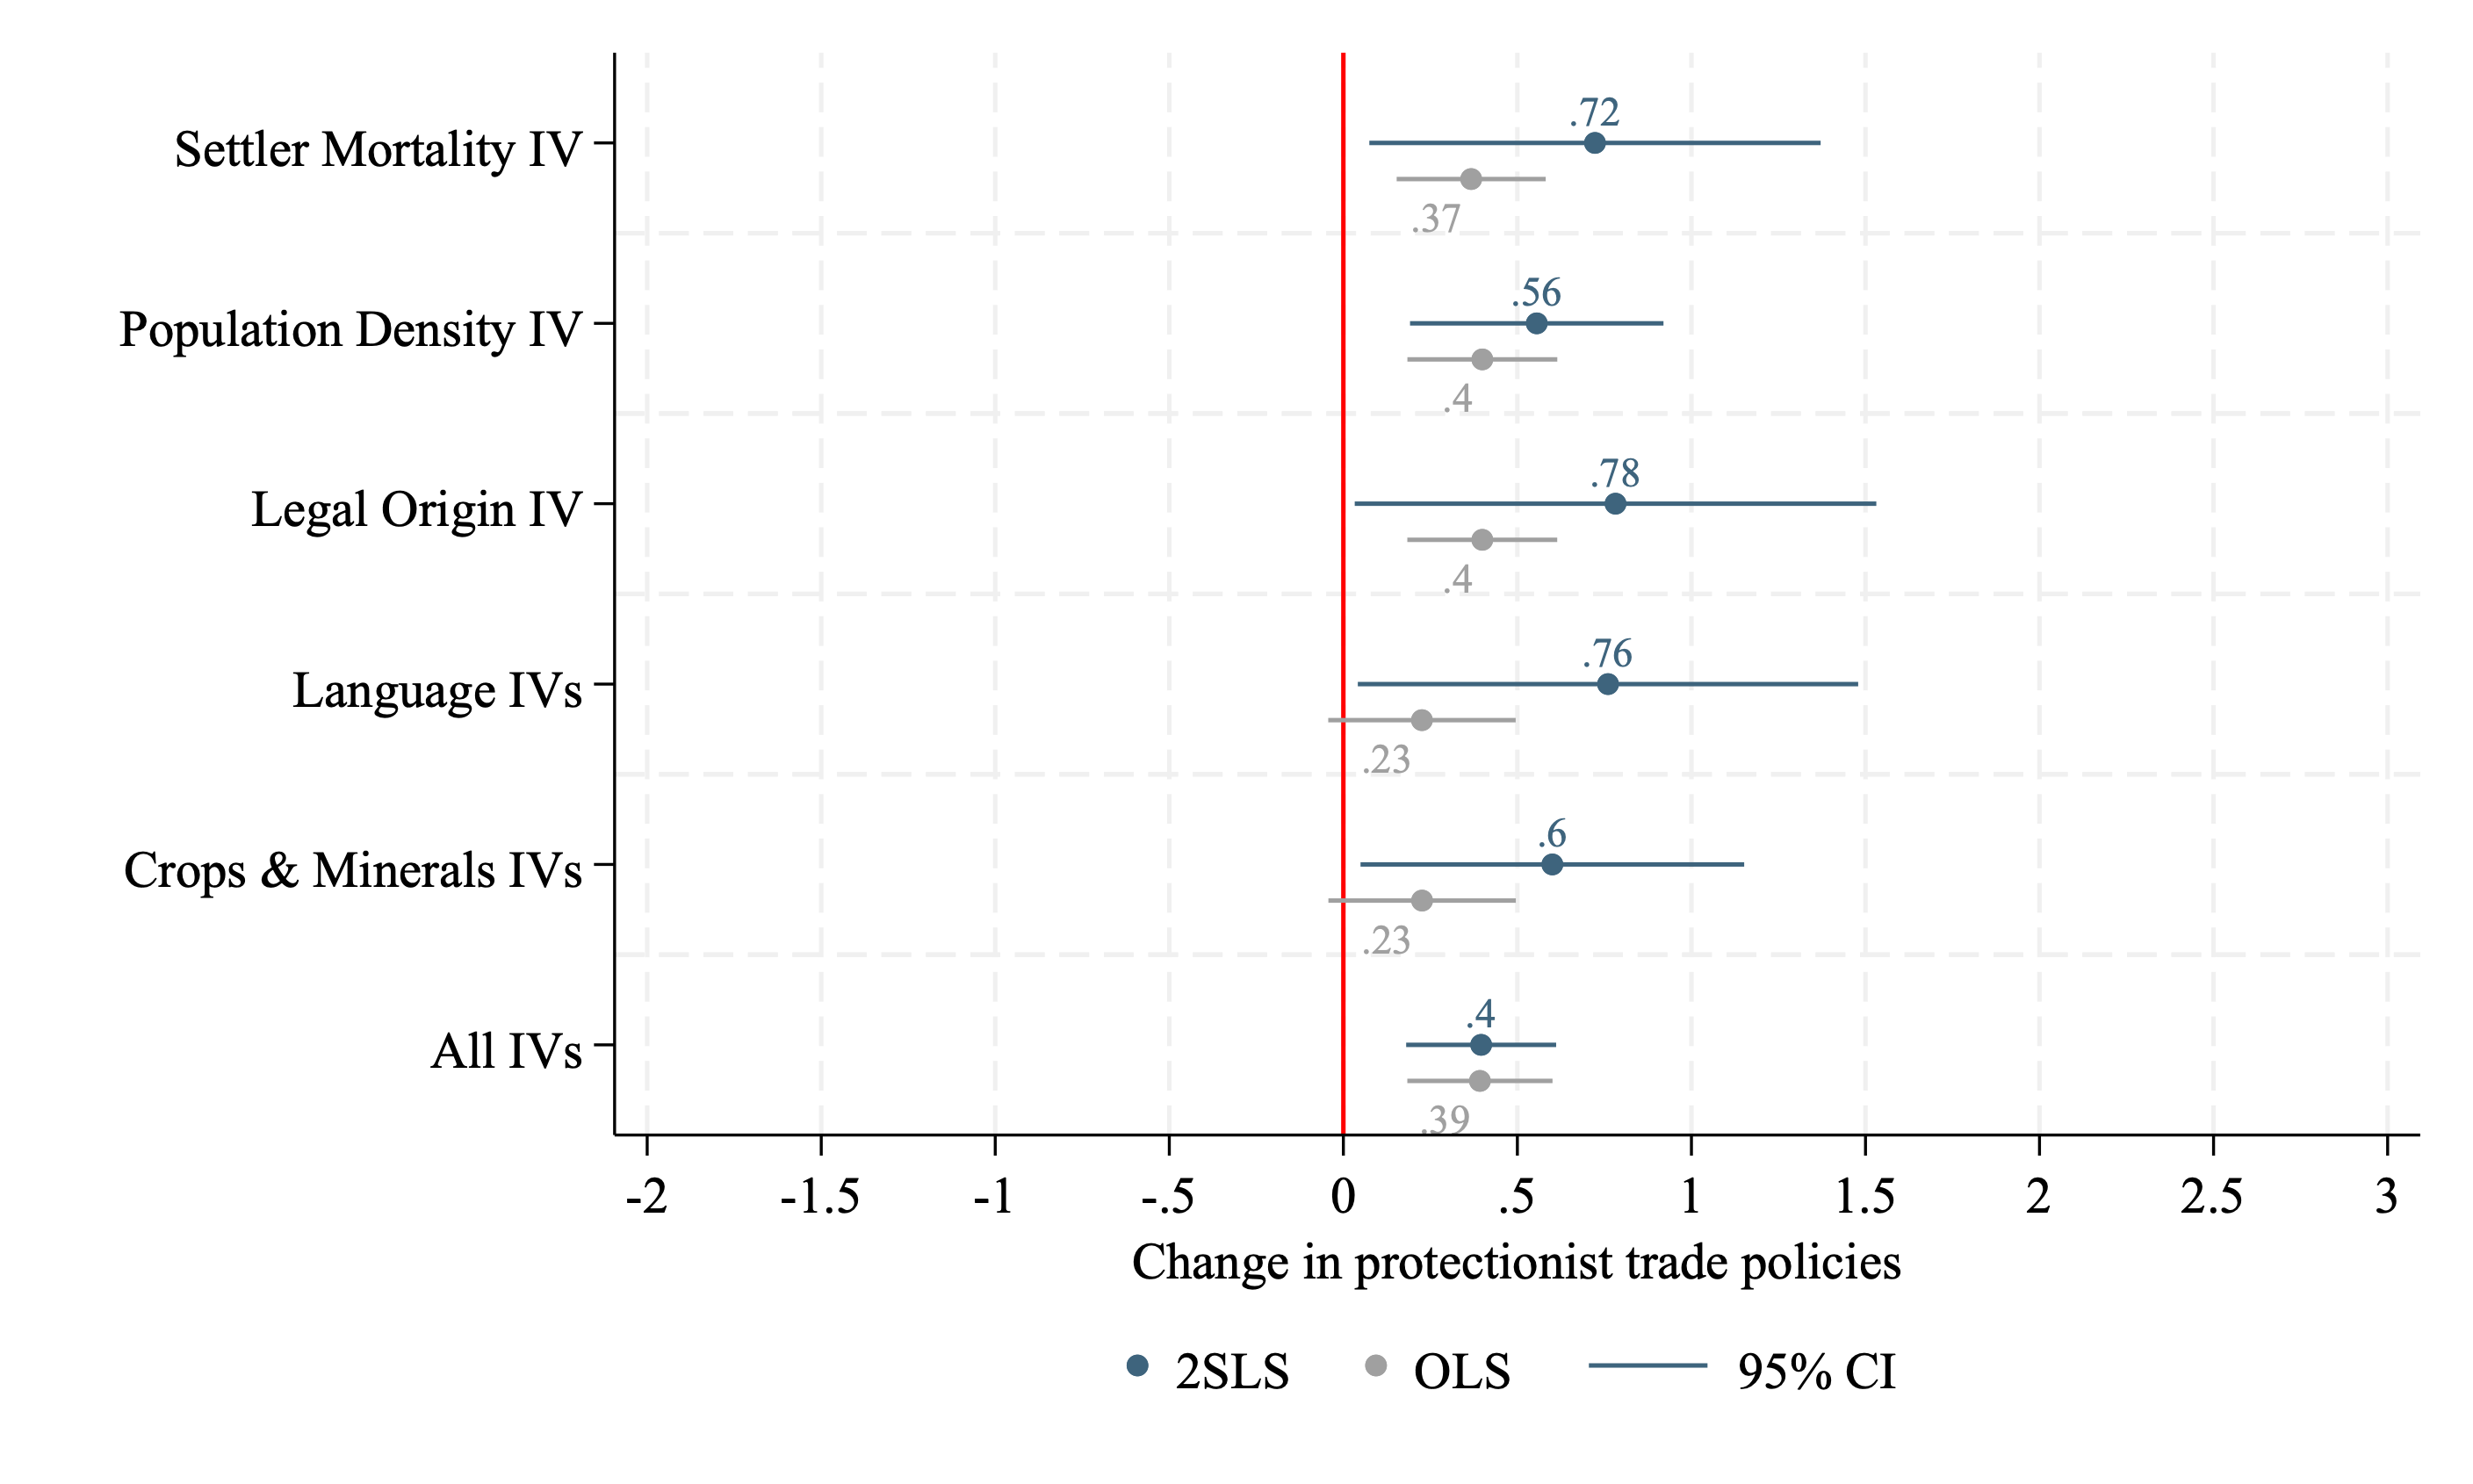 .72
Settler Mortality IV
.37
.56
Population Density IV
.4
.78
Legal Origin IV
.4
.76
Language IVs
.23
.6
Crops & Minerals IVs
.23
.4
All IVs
.39
-2 -1.5 -1 -.5 0 .5 1 1.5 2 2.5 3
Change in protectionist trade policies
2SLS OLS 95% CI